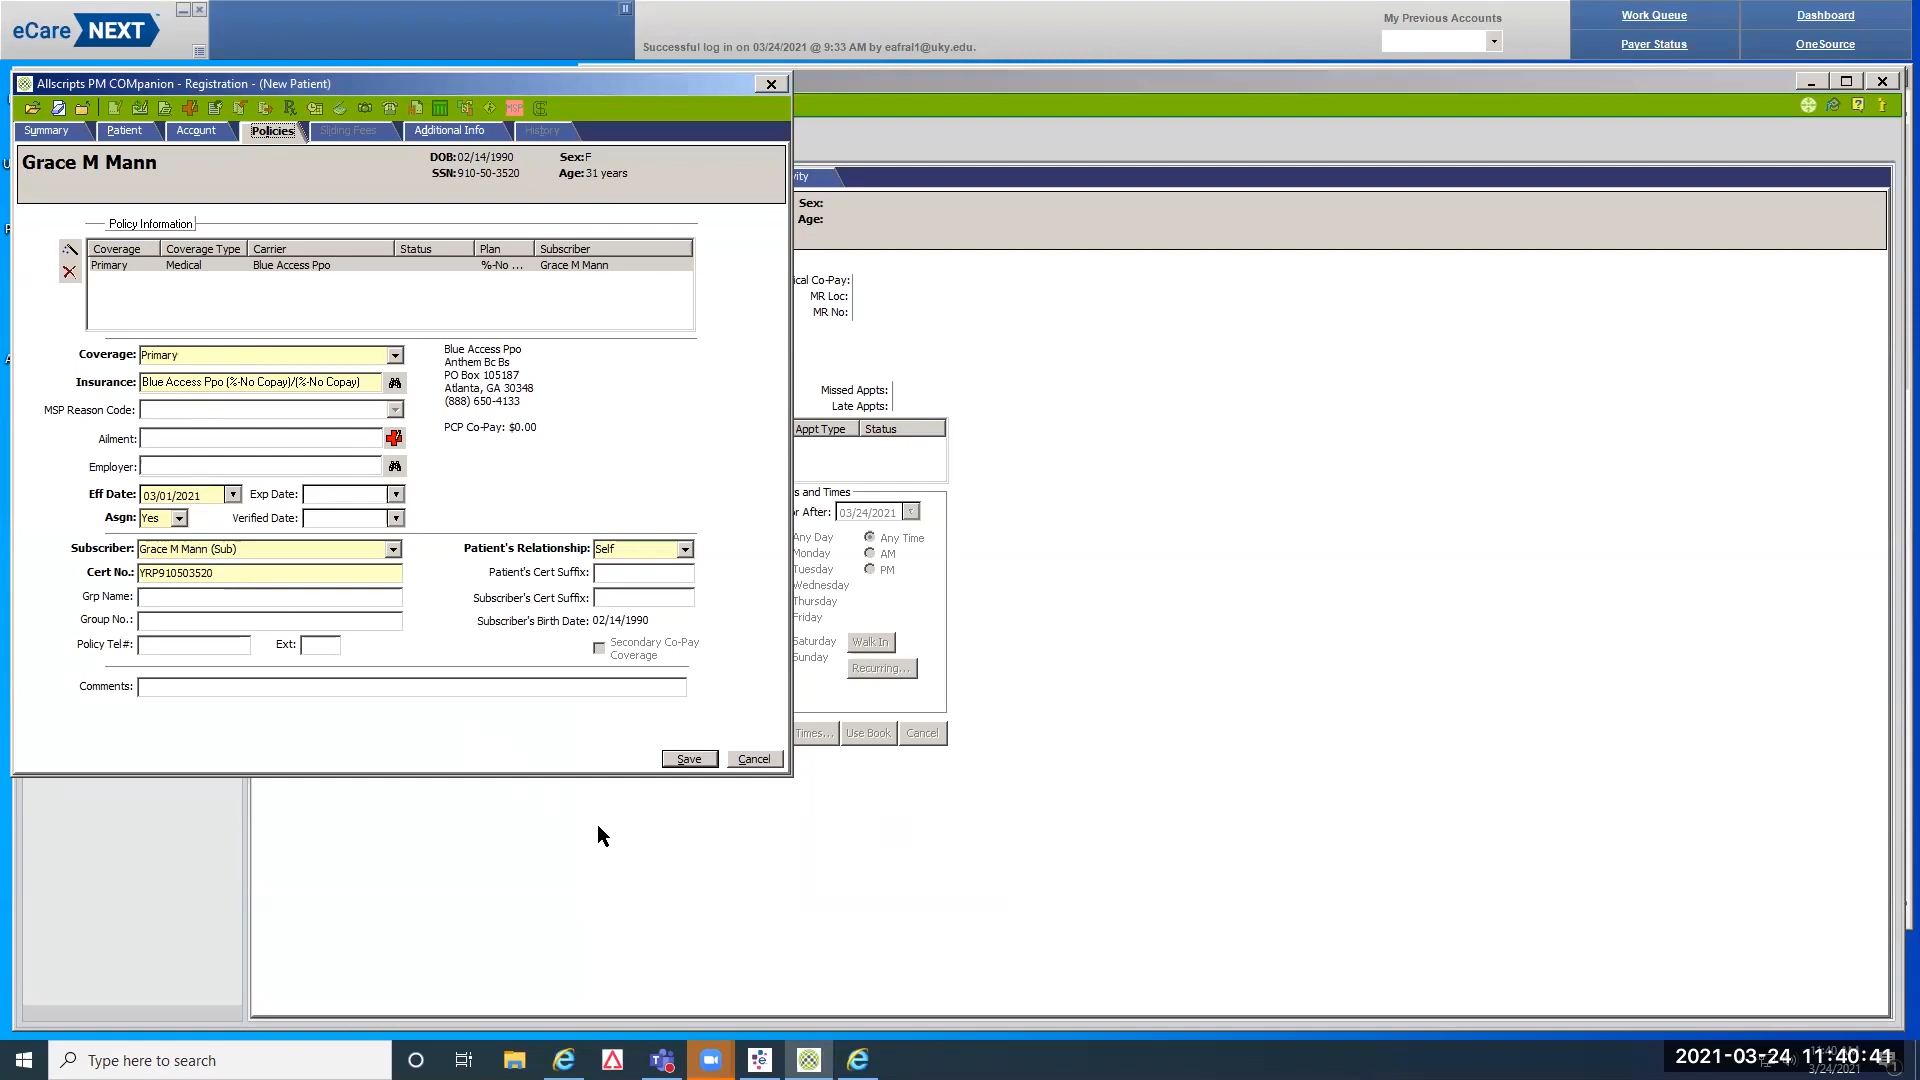 eCare NEXT
My Previous Accounts
Successful log in on 03/24/2021 @ 9:33 AM by eafral1@uky.edu.
Work Queue
Dashboard
Payer Status
OneSource
Allscripts PM COMpanion - Registration - (New Patient)
Summary
Patient
Account
Policies
Sliding Fees
Additional Info
History
Grace M Mann
DOB: 02/14/1990
Sex: F
SSN: 910-50-3520
Age: 31 years
Policy Information
Coverage
Coverage Type
Carrier
Status
Plan
Subscriber
Primary
Medical
Blue Access Ppo
%-No ...
Grace M Mann
Coverage: Primary
Insurance: Blue Access Ppo (%-No Copay)/(%-No Copay)
MSP Reason Code:
Ailment:
Employer:
Eff Date: 03/01/2021
Exp Date:
Asgn: Yes
Verified Date:
Blue Access Ppo
Anthem Bc Bs
PO Box 105187
Atlanta, GA 30348
(888) 650-4133
PCP Co-Pay: $0.00
Subscriber: Grace M Mann (Sub)
Patient's Relationship: Self
Cert No.: YRP910503520
Patient's Cert Suffix:
Grp Name:
Subscriber's Cert Suffix:
Group No.:
Subscriber's Birth Date: 02/14/1990
Policy Tel#:
Ext:
Secondary Co-Pay
Coverage
Comments:
Save
Cancel
vity
Sex:
Age:
ical Co-Pay:
MR Loc:
MR No:
Missed Appts:
Late Appts:
Appt Type
Status
s and Times
r After: 03/24/2021
Any Day
Any Time
Monday
AM
Tuesday
PM
Wednesday
Thursday
Friday
Saturday
Walk In
Sunday
Recurring...
Times...
Use Book
Cancel
Type here to search
2021-03-24 11:40:41
3/24/2021